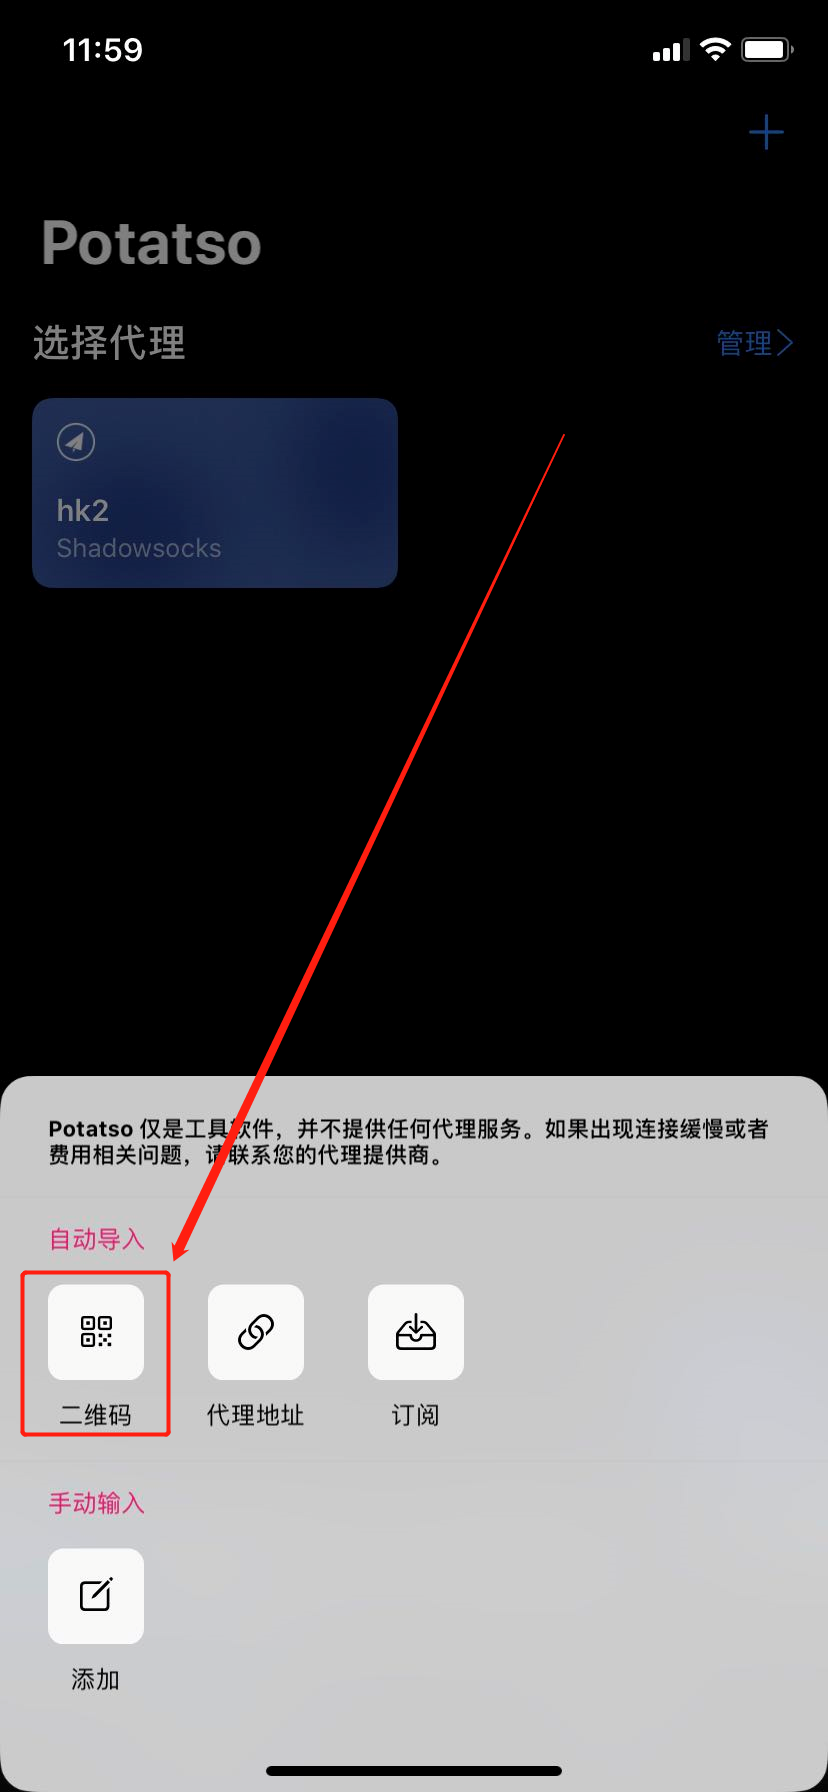 11:59
Potatso
选择代理
管理
hk2
Shadowsocks
Potatso 仅是工具软件，并不提供任何代理服务。如果出现连接缓慢或者
费用相关问题，请联系您的代理提供商。
自动导入
二维码
代理地址
订阅
手动输入
添加